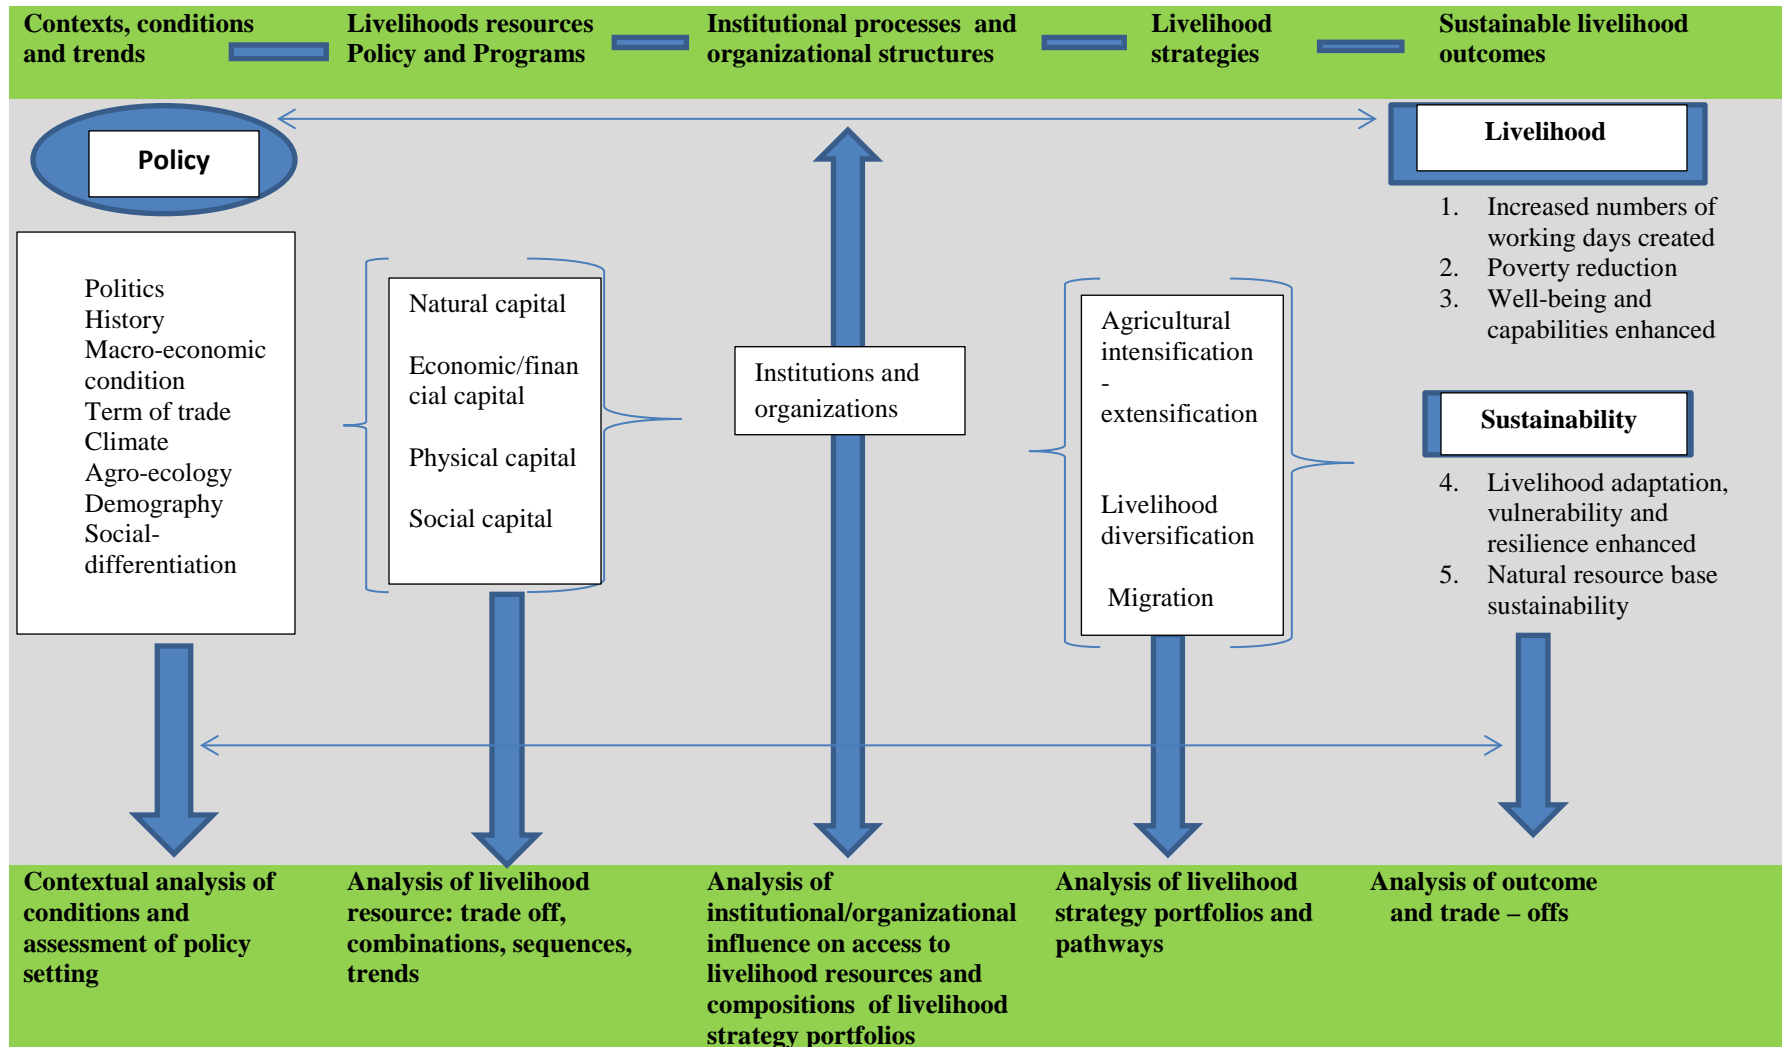 Contexts, conditions
and trends
Livelihoods resources
Policy and Programs
Institutional processes and
organizational structures
Livelihood
strategies
Sustainable livelihood
outcomes
Policy
Politics
History
Macro-economic
condition
Term of trade
Climate
Agro-ecology
Demography
Social-
differentiation
Natural capital
Economic/finan
cial capital
Physical capital
Social capital
Institutions and
organizations
Agricultural
intensification
-
extensification
Livelihood
diversification
Migration
Livelihood
1. Increased numbers of
working days created
2. Poverty reduction
3. Well-being and
capabilities enhanced
Sustainability
4. Livelihood adaptation,
vulnerability and
resilience enhanced
5. Natural resource base
sustainability
Contextual analysis of
conditions and
assessment of policy
setting
Analysis of livelihood
resource: trade off,
combinations, sequences,
trends
Analysis of
institutional/organizational
influence on access to
livelihood resources and
compositions of livelihood
strategy portfolios
Analysis of livelihood
strategy portfolios and
pathways
Analysis of outcome
and trade – offs